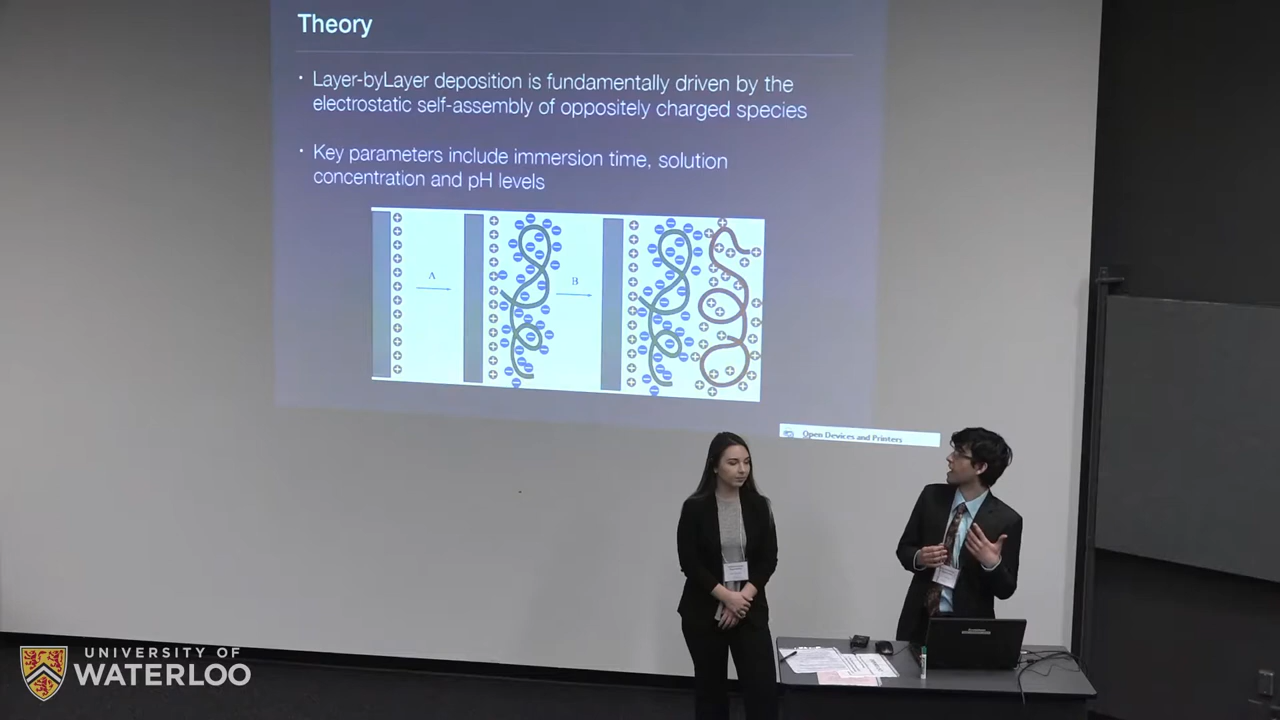 Theory
• Layer-byLayer deposition is fundamentally driven by the
electrostatic self-assembly of oppositely charged species
• Key parameters include immersion time, solution
concentration and pH levels
A
B
Open Devices and Printers
UNIVERSITY OF
WATERLOO